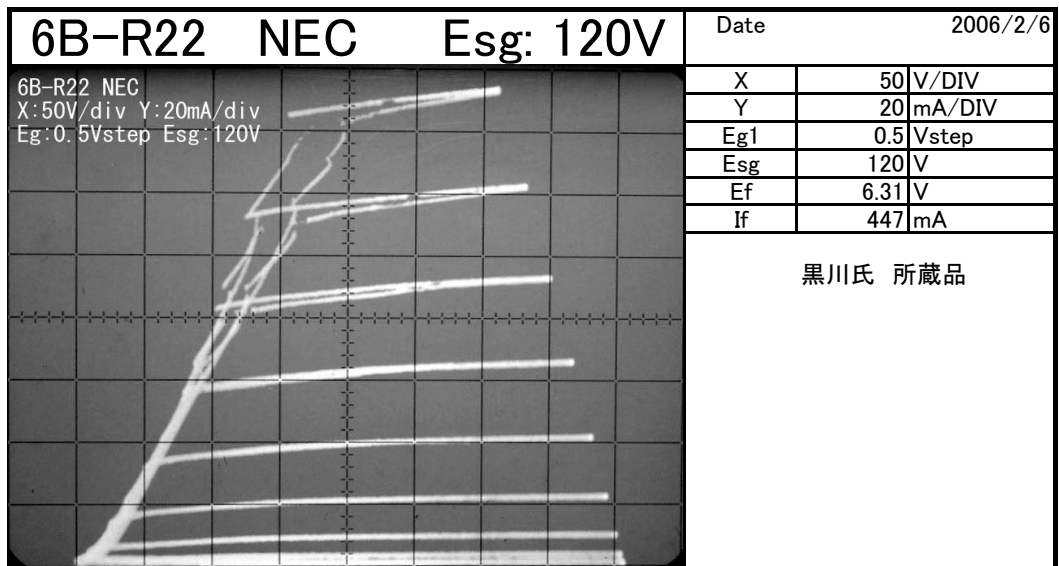 6B-R22 NEC Esg: 120V
6B-R22 NEC
X:50V/div Y:20mA/div
Eg:0.5Vstep Esg:120V
Date 2006/2/6
X 50 V/DIV
Y 20 mA/DIV
Eg1 0.5 Vstep
Esg 120 V
Ef 6.31 V
If 447 mA
黒川氏 所蔵品